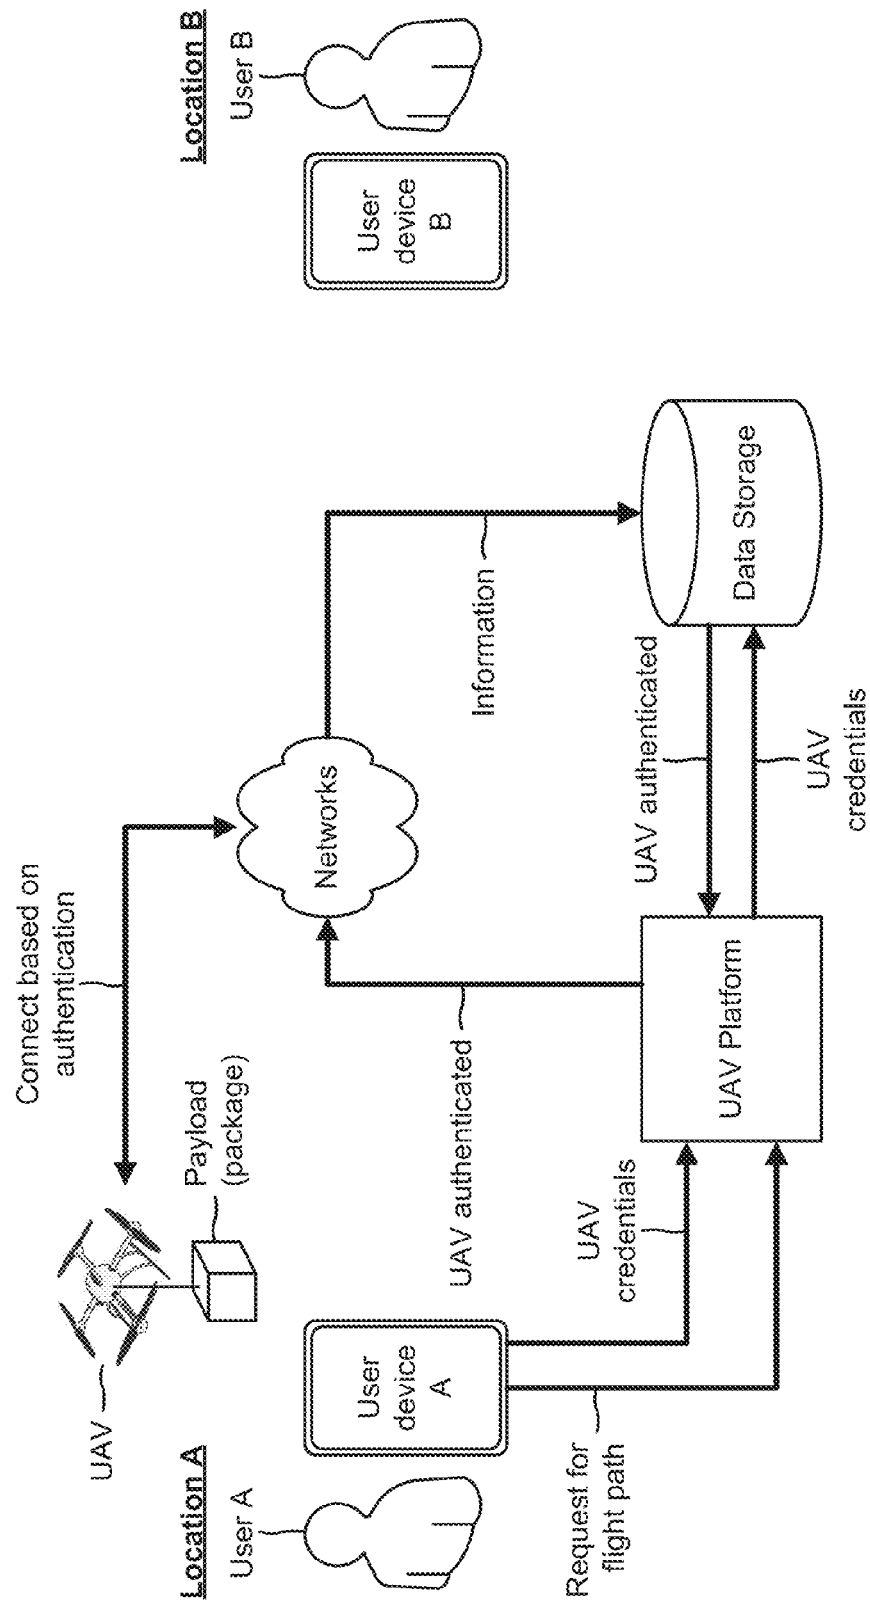 Location A
User A
UAV
Payload
(package)
Connect based on
authentication
Location B
User B
User
device
A
Networks
User
device
B
UAV authenticated
Information
Request for
flight path
UAV
credentials
UAV Platform
UAV authenticated
UAV
credentials
Data Storage